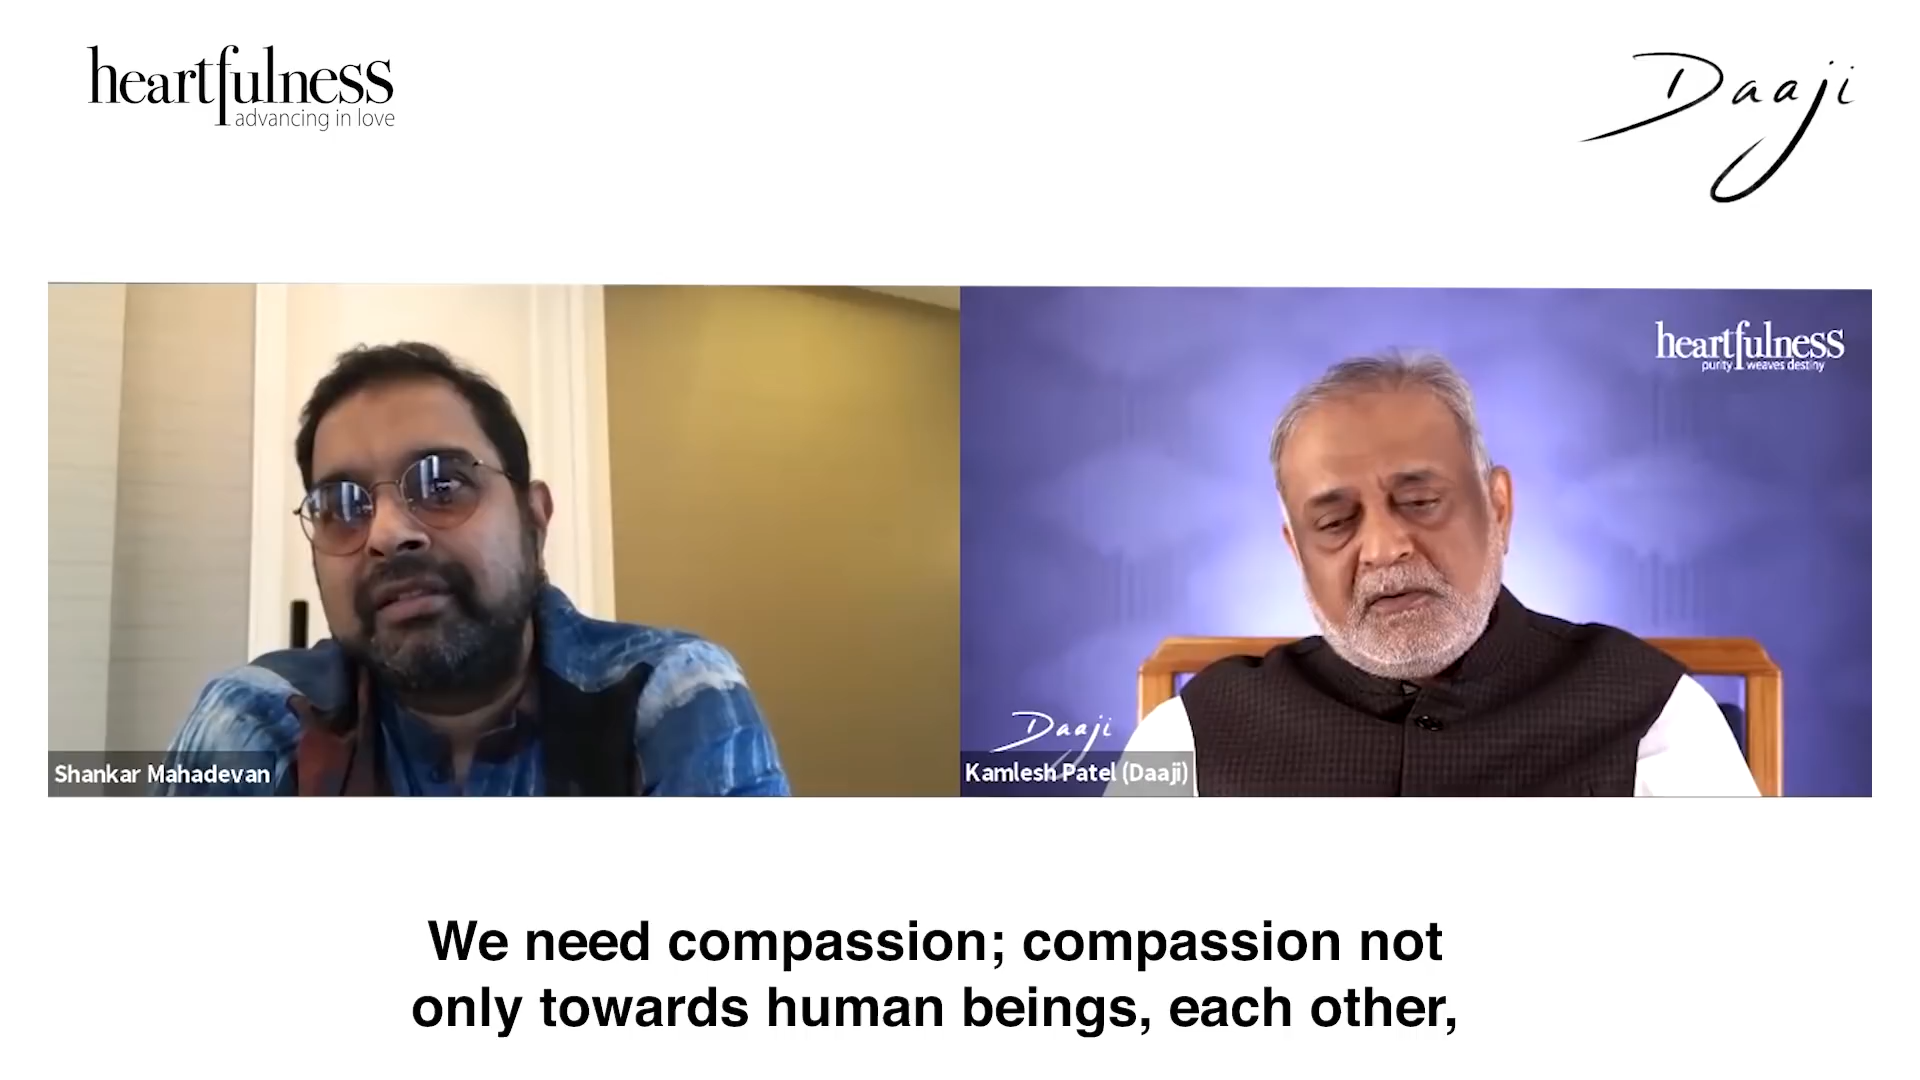 heartfulness
advancing in love
Daaji
heartfulness
purity weaves destiny
Daaji
Shankar Mahadevan
Kamlesh Patel (Daaji)
We need compassion; compassion not
only towards human beings, each other,